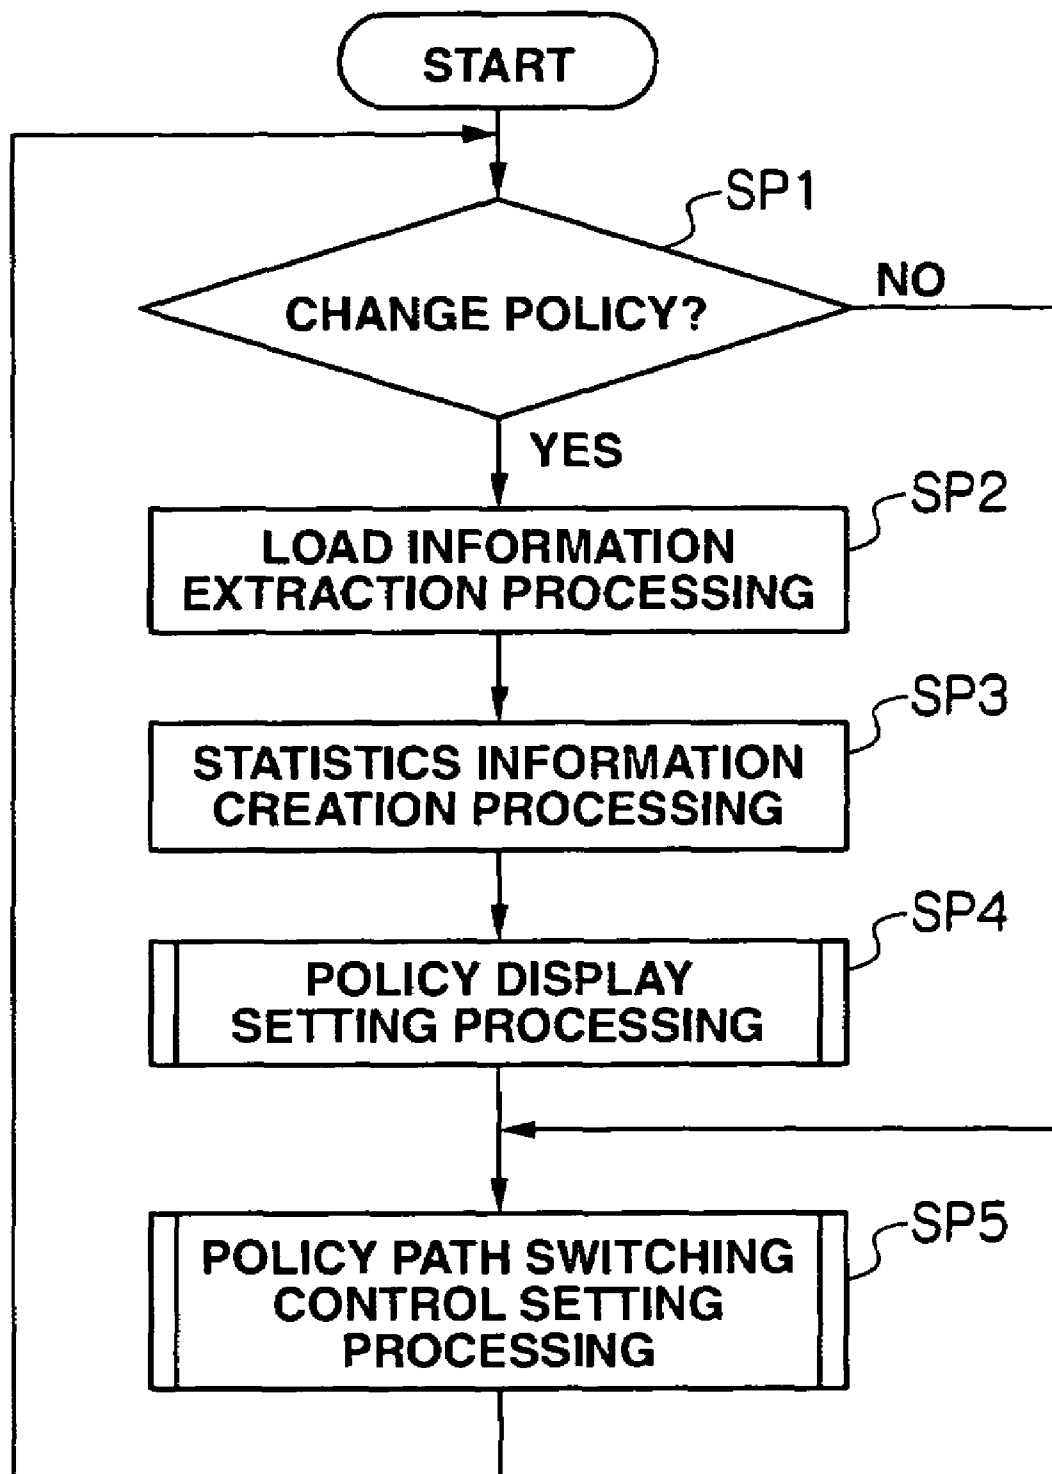 START
SP1
CHANGE POLICY?
NO
YES
SP2
LOAD INFORMATION
EXTRACTION PROCESSING
SP3
STATISTICS INFORMATION
CREATION PROCESSING
SP4
POLICY DISPLAY
SETTING PROCESSING
SP5
POLICY PATH SWITCHING
CONTROL SETTING
PROCESSING